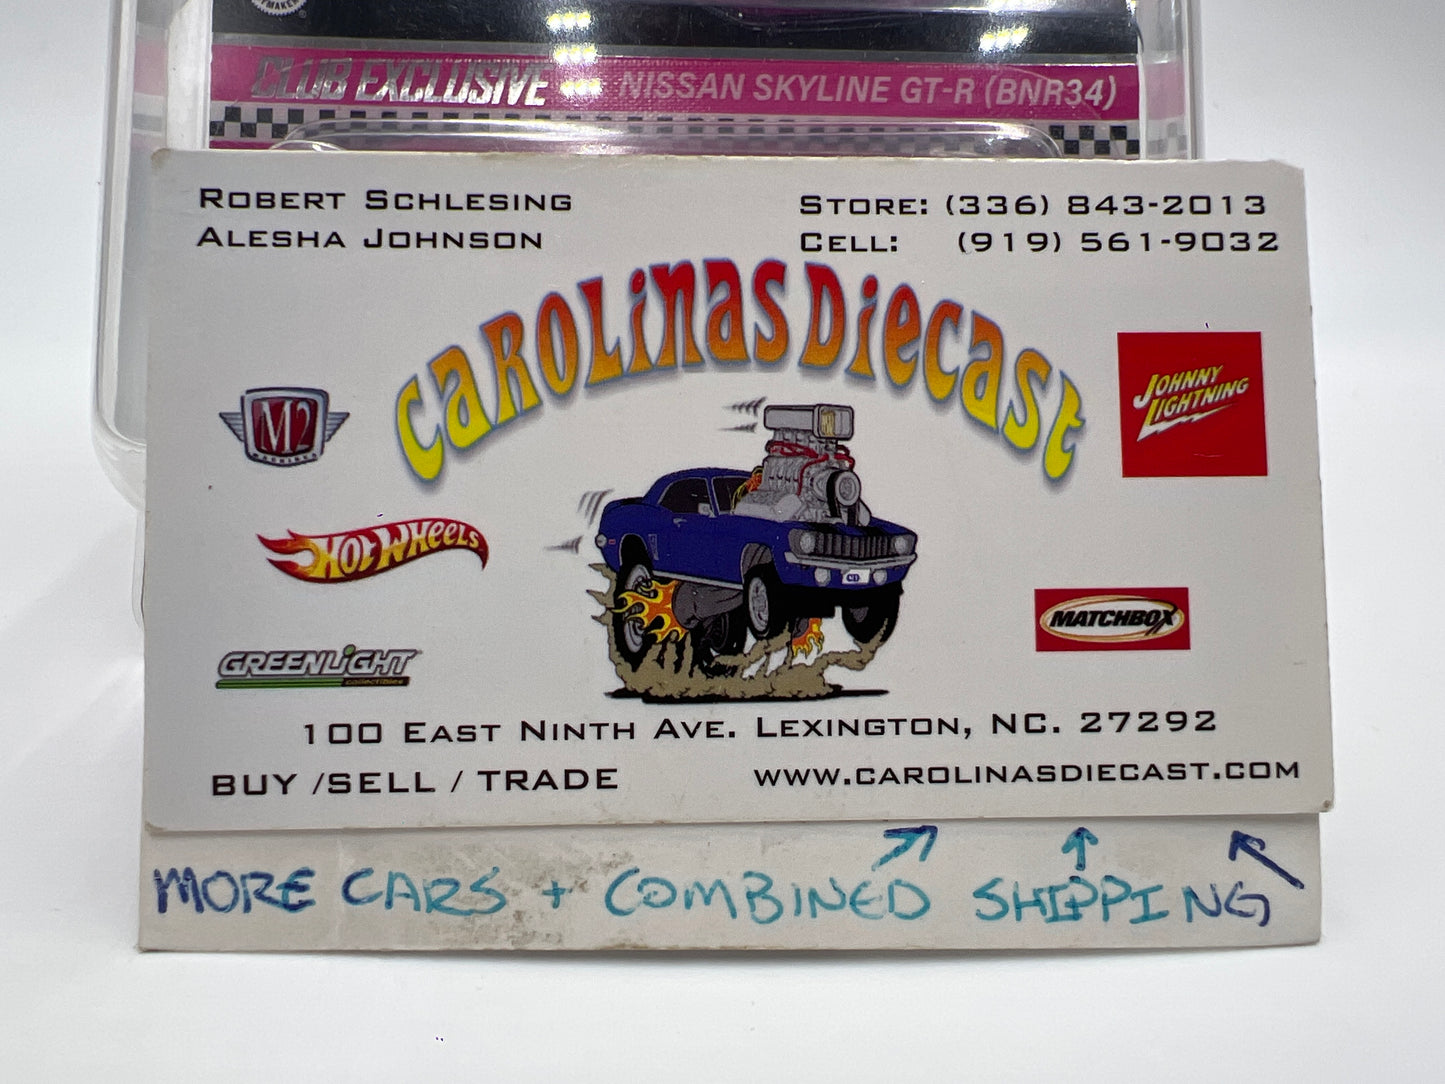 CLUB EXCLUSIVE NISSAN SKYLINE GT-R (BNR34)
ROBERT SCHLESING
ALESHA JOHNSON
STORE: (336) 843-2013
CELL: (919) 561-9032
CAROLINAS DIECAST
M2
MACHINES
JOHNNY
LIGHTNING
HOT WHEELS
MATCHBOX
GREENLIGHT
collectibles
100 EAST NINTH AVE. LEXINGTON, NC. 27292
BUY /SELL / TRADE
WWW.CAROLINASDIECAST.COM
MORE CARS + COMBINED SHIPPING